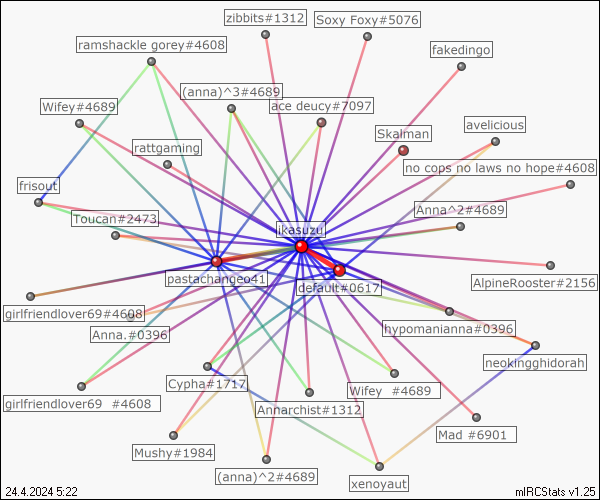 zibbits#1312
Soxy Foxy#5076
ramshackle gorey#4608
fakedingo
(anna)^3#4689
Wifey#4689
ace deucy#7097
Skalman
avelicious
rattgaming
no cops no laws no hope#4608
frisout
Anna^2#4689
Toucan#2473
ikasuzu
pastachangeo41
AlpineRooster#2156
default#0617
girlfriendlover69#4608
hypomanianna#0396
Anna.#0396
neokingghidorah
Cypha#1717
Wifey #4689
girlfriendlover69 #4608
Annarchist#1312
Mad #6901
Mushy#1984
(anna)^2#4689
xenoyaut
24.4.2024 5:22
mIRCStats v1.25